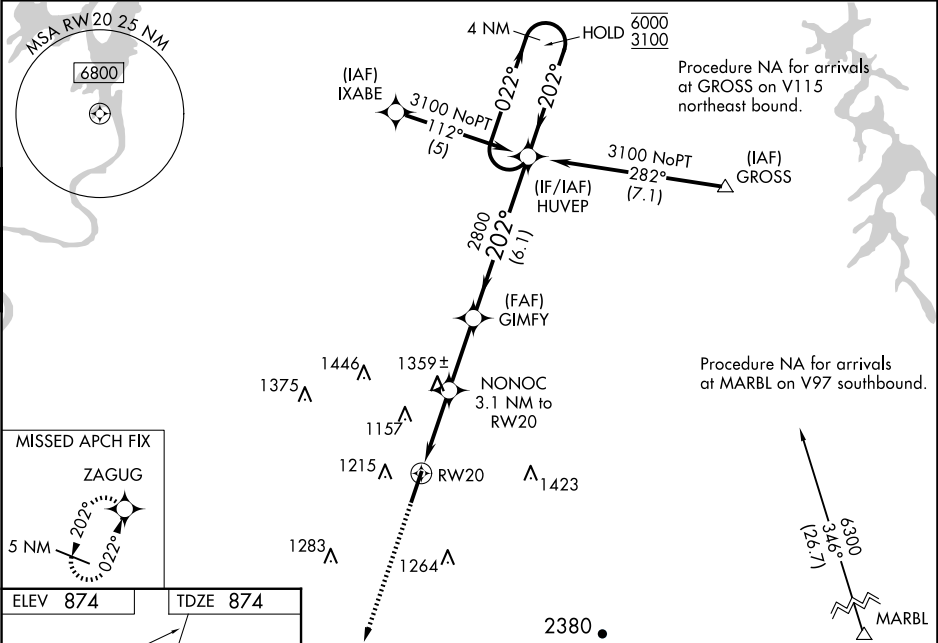 MSA RW 20 25 NM
6800
4 NM
HOLD
6000
3100
022°
202°
Procedure NA for arrivals
at GROSS on V115
northeast bound.
(IAF)
IXABE
3100 NoPT
112°
(5)
3100 NoPT
282°
(7.1)
(IAF)
GROSS
(IF/IAF)
HUVEP
2800
202°
(6.1)
(FAF)
GIMFY
1446
1359 ±
1375
NONOC
3.1 NM to
RW20
1157
Procedure NA for arrivals
at MARBL on V97 southbound.
MISSED APCH FIX
ZAGUG
202°
022°
5 NM
1215
RW20
1423
1283
1264
6300
346°
(26.7)
MARBL
2380
ELEV 874
TDZE 874